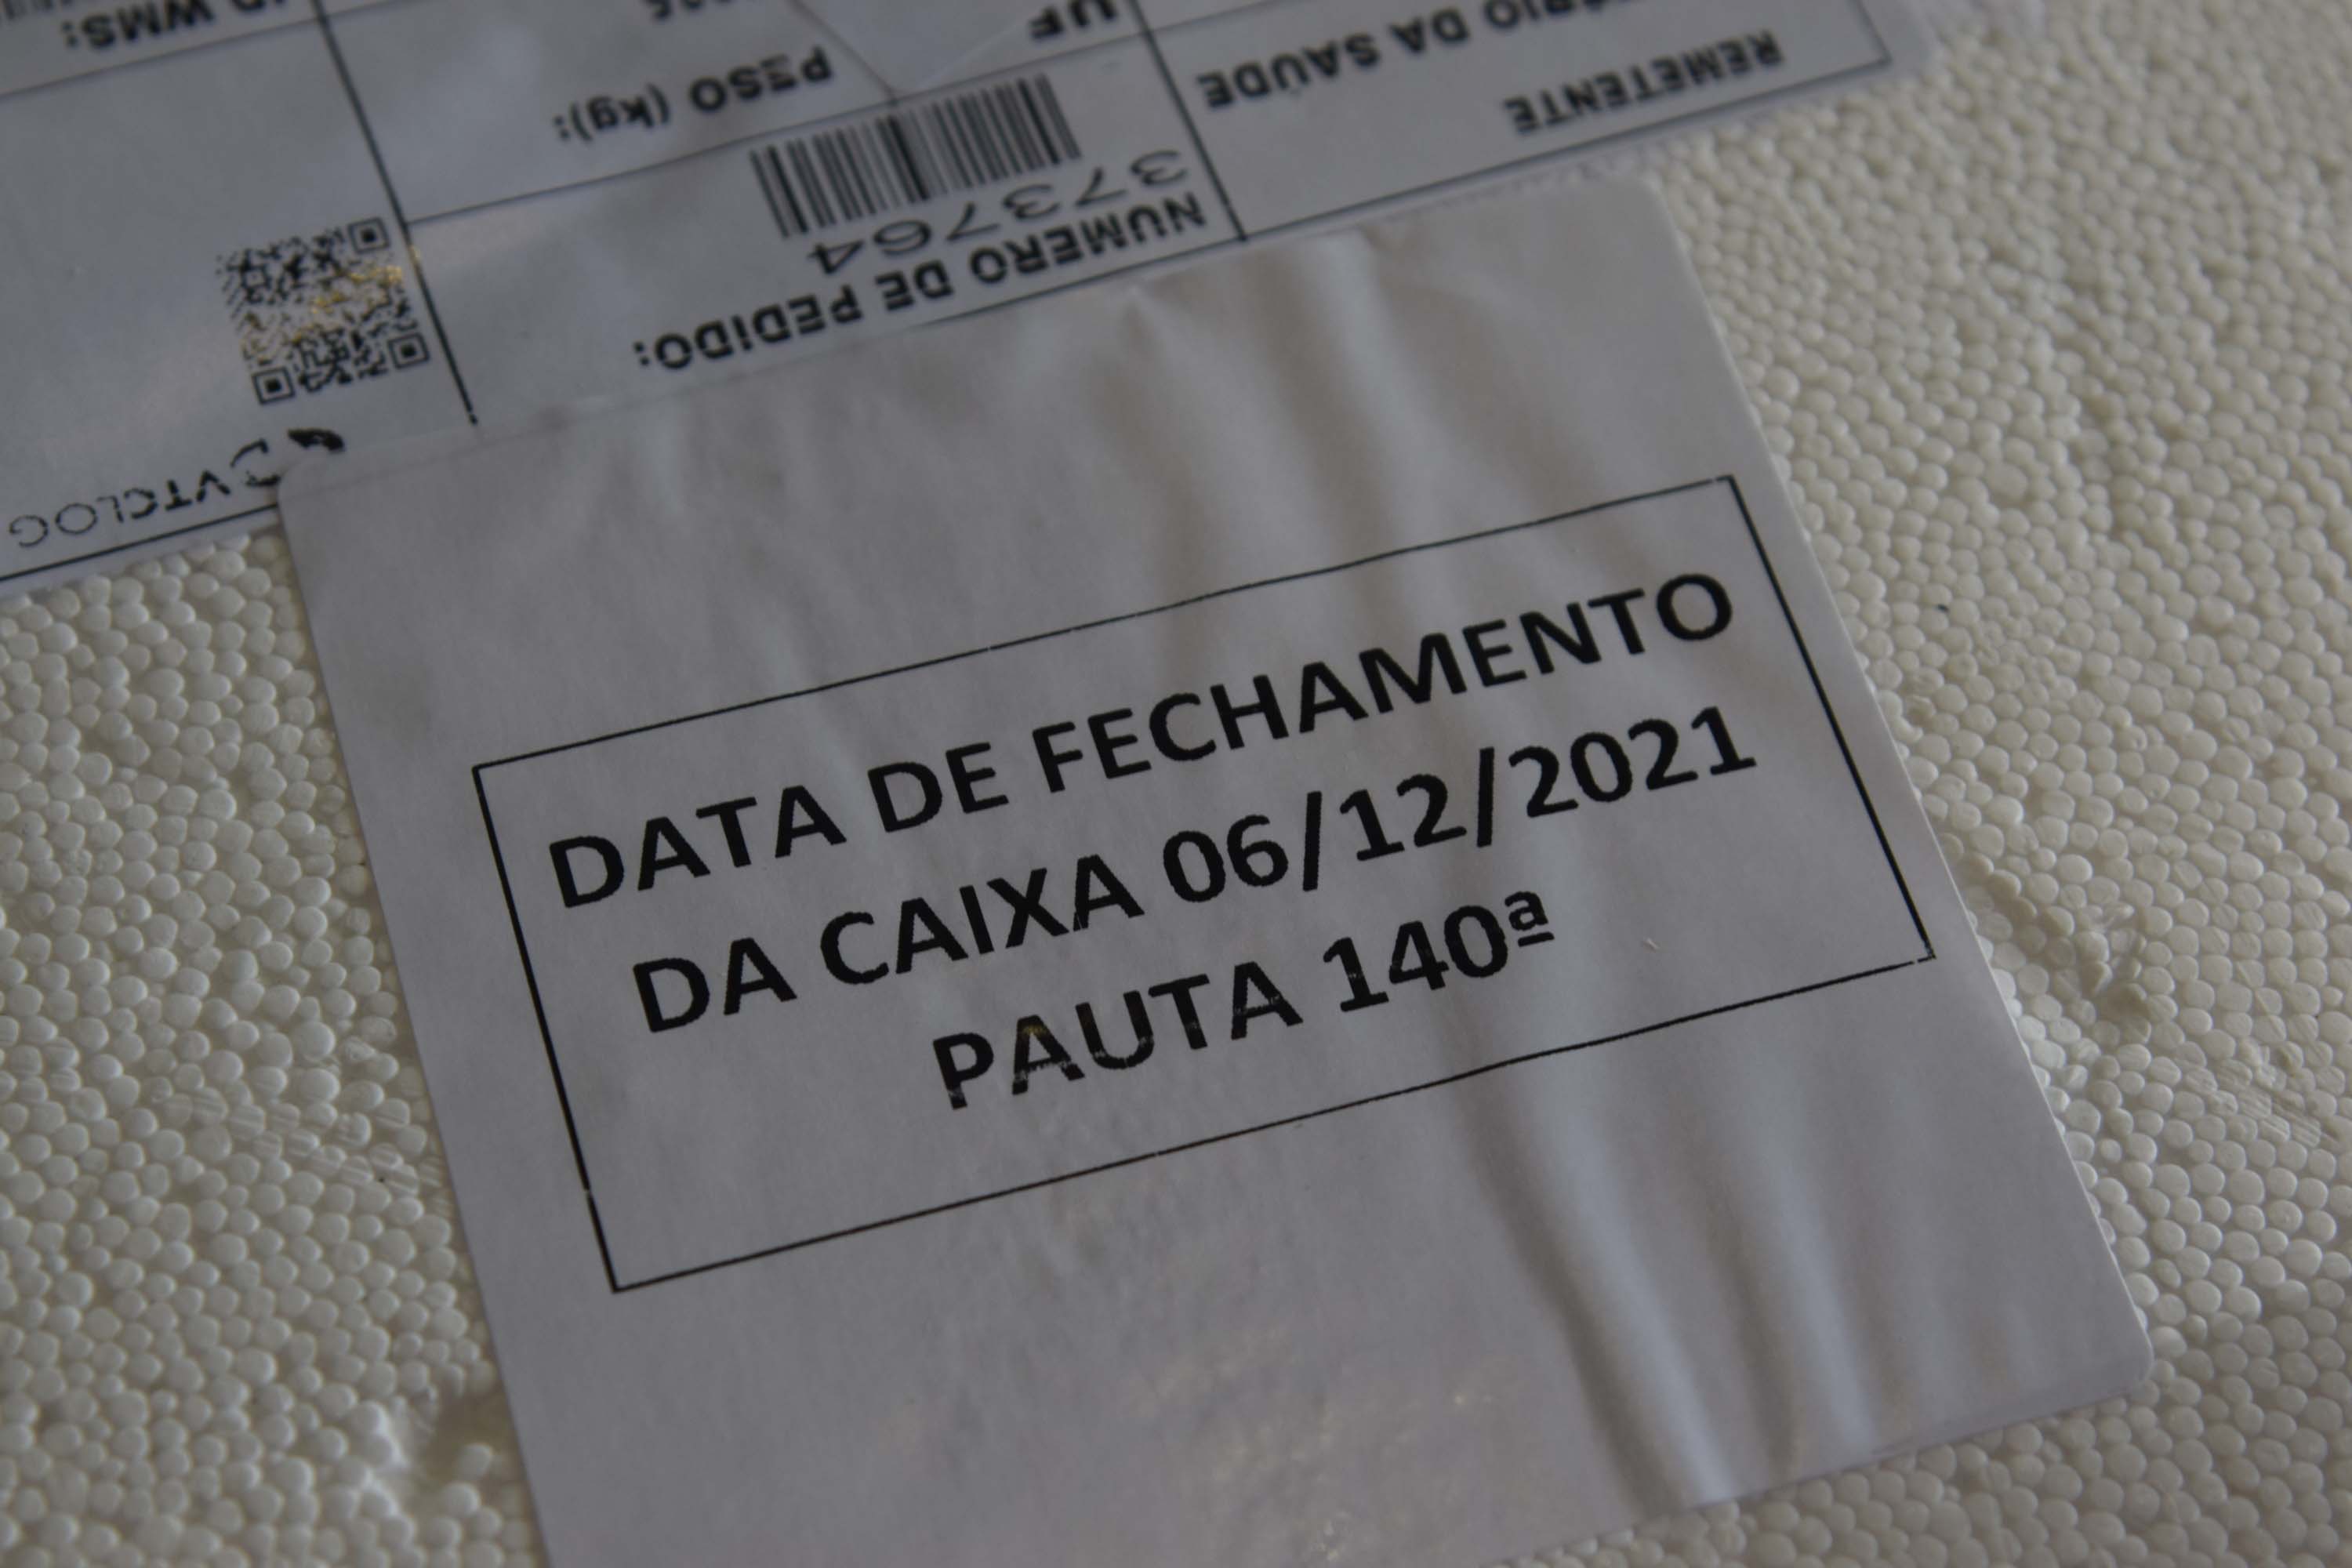 DATA DE FECHAMENTO
DA CAIXA 06/12/2021
PAUTA 140ª
REMETENTE
DA SAÚDE
NUMERO DE PEDIDO:
373764
PESO (kg):
UF
WMS:
VTCLOG